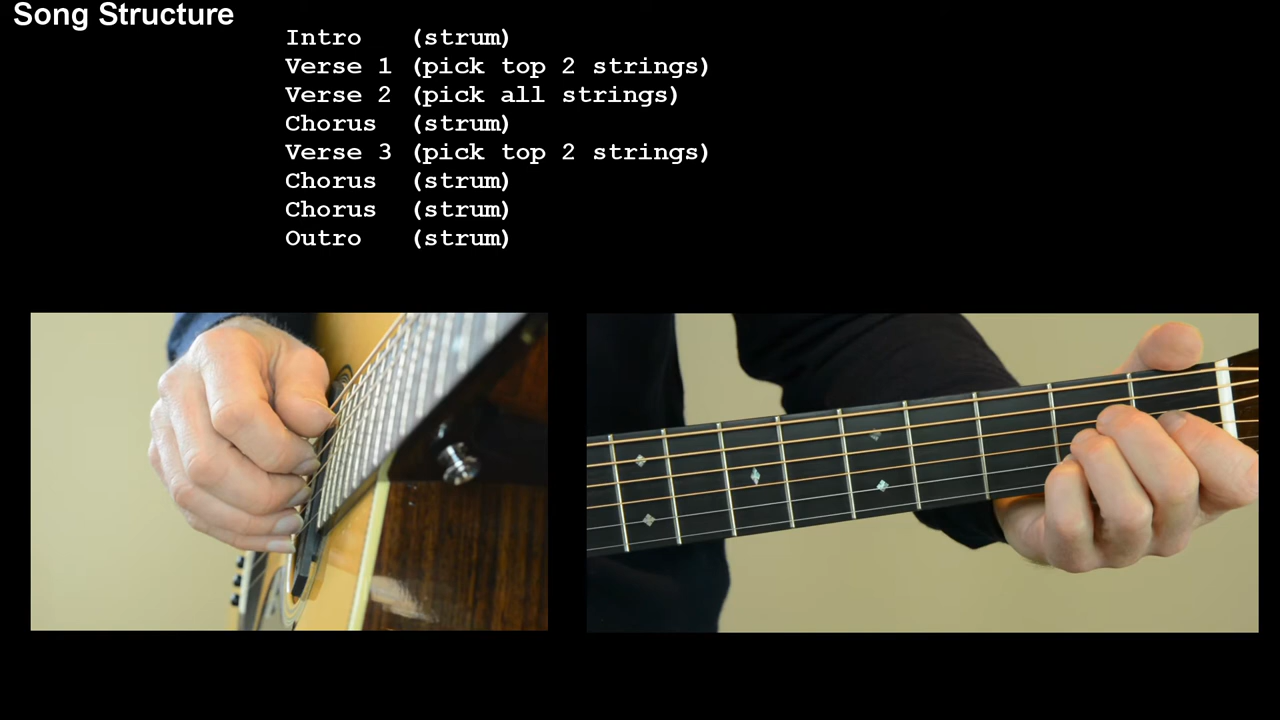 Song Structure
Intro (strum)
Verse 1 (pick top 2 strings)
Verse 2 (pick all strings)
Chorus (strum)
Verse 3 (pick top 2 strings)
Chorus (strum)
Chorus (strum)
Outro (strum)